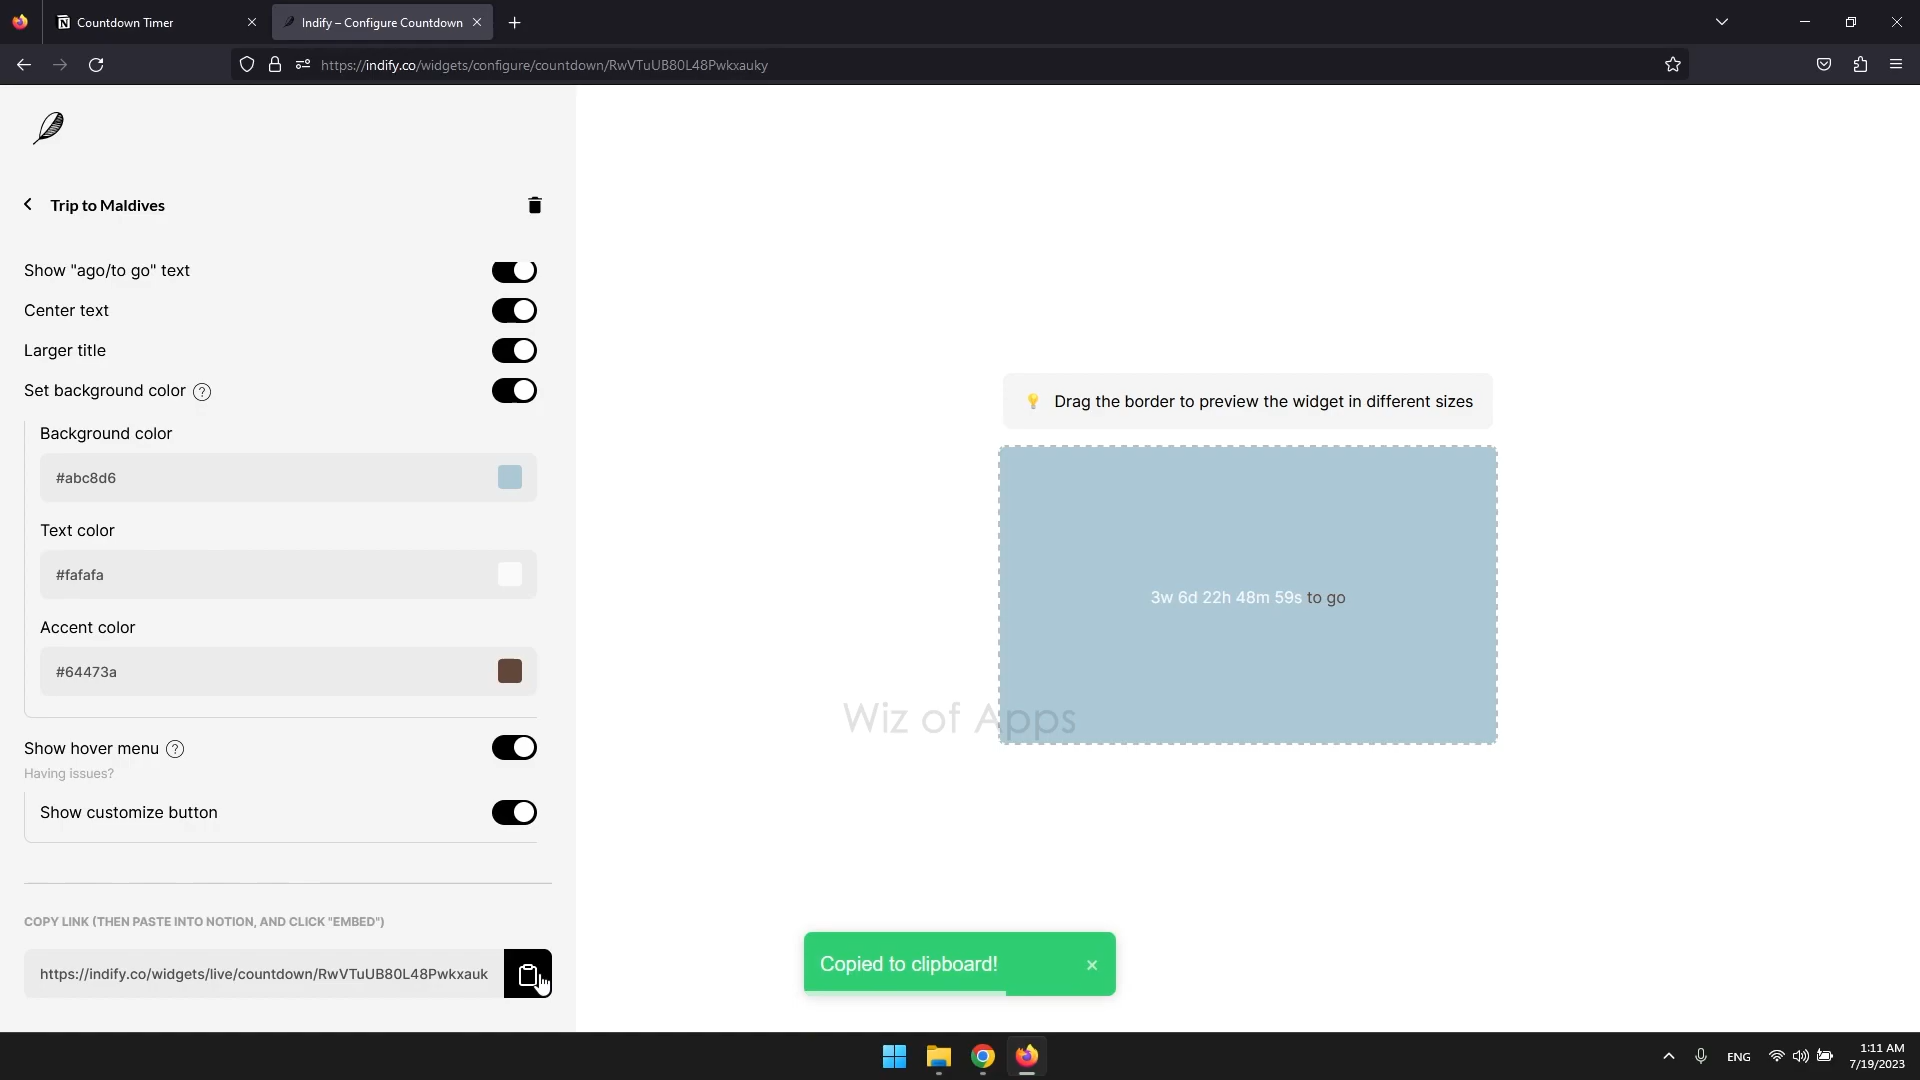 Countdown Timer
Indify – Configure Countdown
https://indify.co/widgets/configure/countdown/RwVTuUB80L48Pwkxauky
Trip to Maldives
Show "ago/to go" text
Center text
Larger title
Set background color ?
Background color
#abc8d6
Text color
#fafafa
Accent color
#64473a
Show hover menu ?
Having issues?
Show customize button
COPY LINK (THEN PASTE INTO NOTION, AND CLICK "EMBED")
https://indify.co/widgets/live/countdown/RwVTuUB80L48Pwkxauk
Drag the border to preview the widget in different sizes
3w 6d 22h 48m 59s to go
Wiz of Apps
Copied to clipboard!
ENG
1:11 AM
7/19/2023